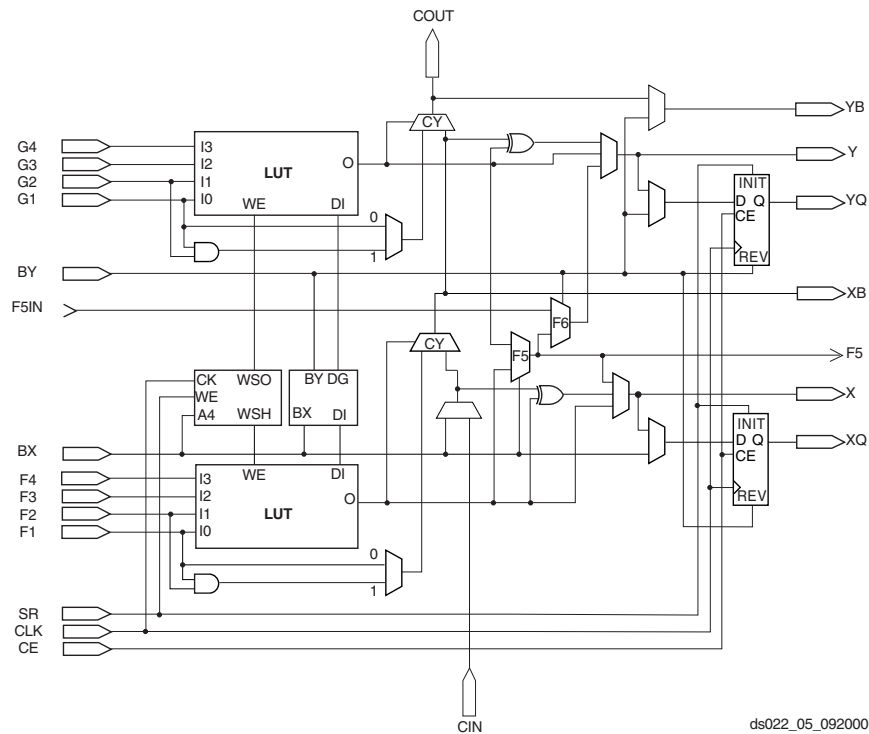 COUT
YB
CY
G4
G3
G2
G1
I3
I2
I1
I0
LUT
O
WE
DI
Y
INIT
D Q
CE
REV
YQ
0
1
BY
XB
F5IN
F6
CY
F5
F5
CK
WE
A4
WSO
WSH
BY DG
BX
DI
X
INIT
D Q
CE
REV
XQ
BX
F4
F3
F2
F1
I3
I2
I1
I0
WE
DI
LUT
O
0
1
SR
CLK
CE
CIN
ds022_05_092000